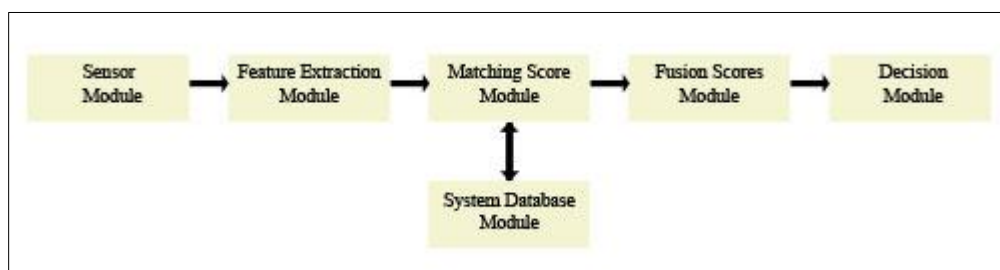 Sensor
Module
Feature Extraction
Module
Matching Score
Module
Fusion Scores
Module
Decision
Module
System Database
Module